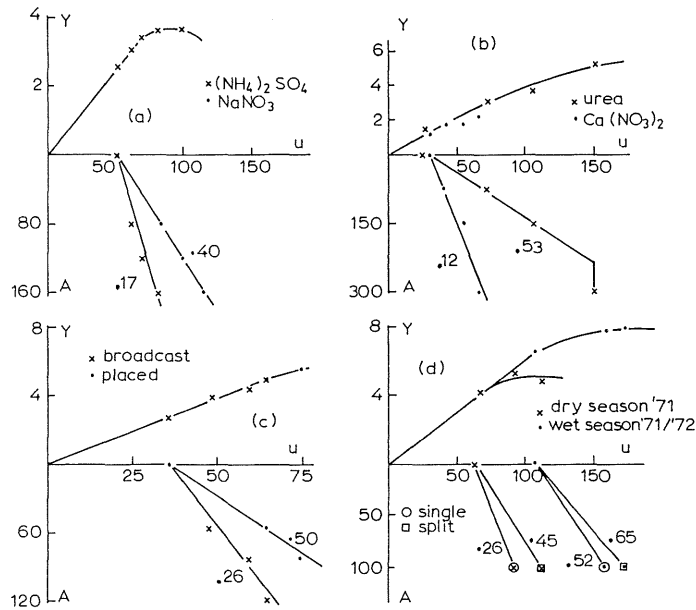 4 Y
2
(a)
× (NH4)2 SO4
• NaNO3
50 100 150 u
80
160 A
.17
.40
Y
6
4
2
(b)
× urea
• Ca (NO3)2
50 100 150 u
150
300 A
.12
.53
8 Y
4
× broadcast
• placed
(c)
25 50 75 u
60
120 A
.26
.50
8 Y
4
(d)
× dry season '71
• wet season '71/'72
50 100 150 u
50
100
A
○ single
□ split
.26
.45
.52
.65